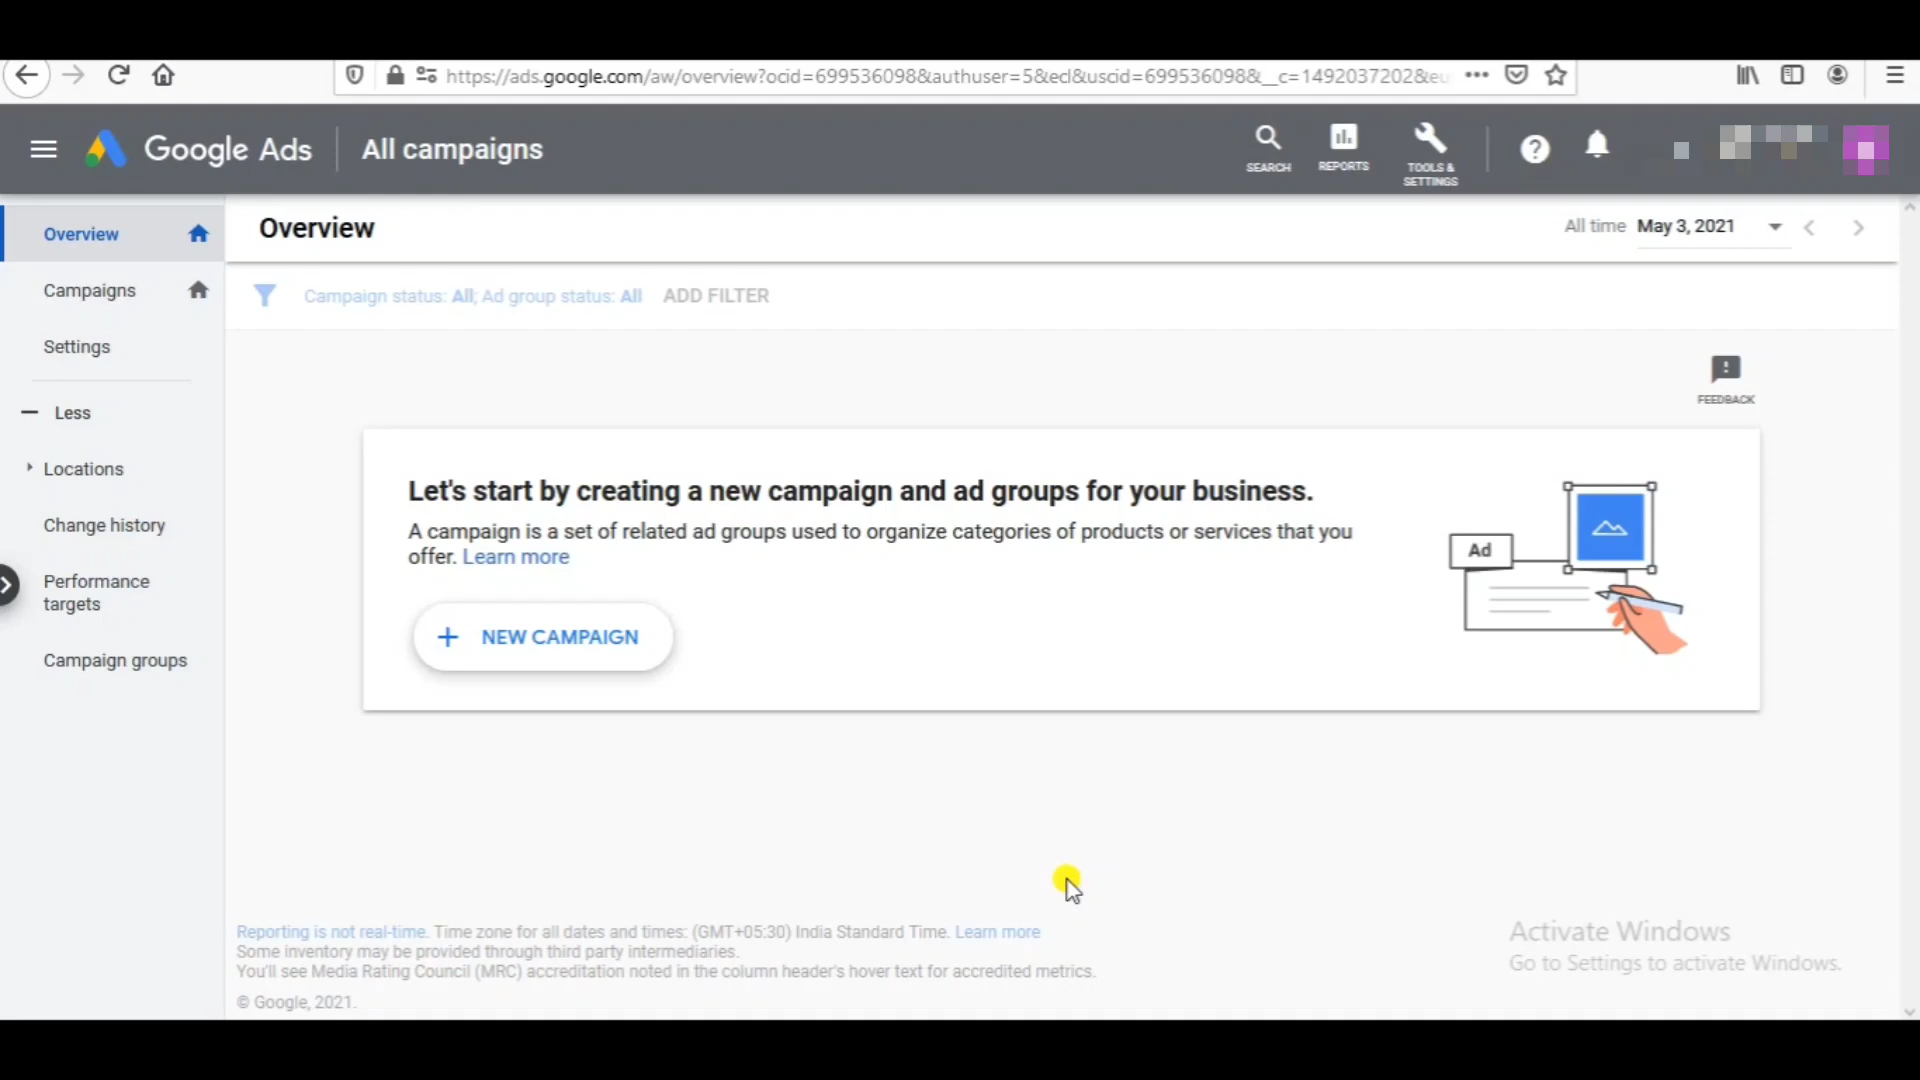 https://ads.google.com/aw/overview?ocid=699536098&authuser=5&ecl&uscid=699536098&__c=1492037202&eu
Google Ads
All campaigns
SEARCH
REPORTS
TOOLS &
SETTINGS
Overview
Campaigns
Settings
Less
Locations
Change history
Performance
targets
Campaign groups
Overview
All time May 3, 2021
Campaign status: All; Ad group status: All ADD FILTER
FEEDBACK
Let's start by creating a new campaign and ad groups for your business.
A campaign is a set of related ad groups used to organize categories of products or services that you
offer. Learn more
+ NEW CAMPAIGN
Ad
Reporting is not real-time. Time zone for all dates and times: (GMT+05:30) India Standard Time. Learn more
Some inventory may be provided through third party intermediaries.
You'll see Media Rating Council (MRC) accreditation noted in the column header's hover text for accredited metrics.
© Google, 2021.
Activate Windows
Go to Settings to activate Windows.